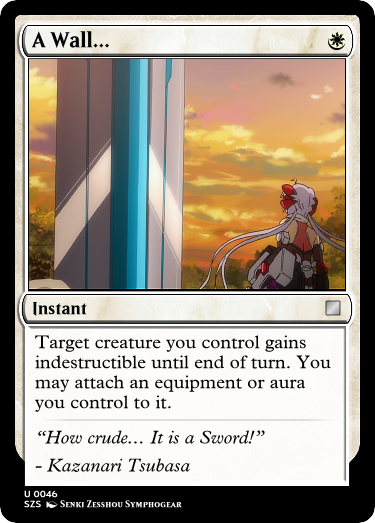 A Wall...
Instant
Target creature you control gains
indestructible until end of turn. You
may attach an equipment or aura
you control to it.
“How crude… It is a Sword!”
- Kazanari Tsubasa
U 0046
SZS Senki Zesshou Symphogear